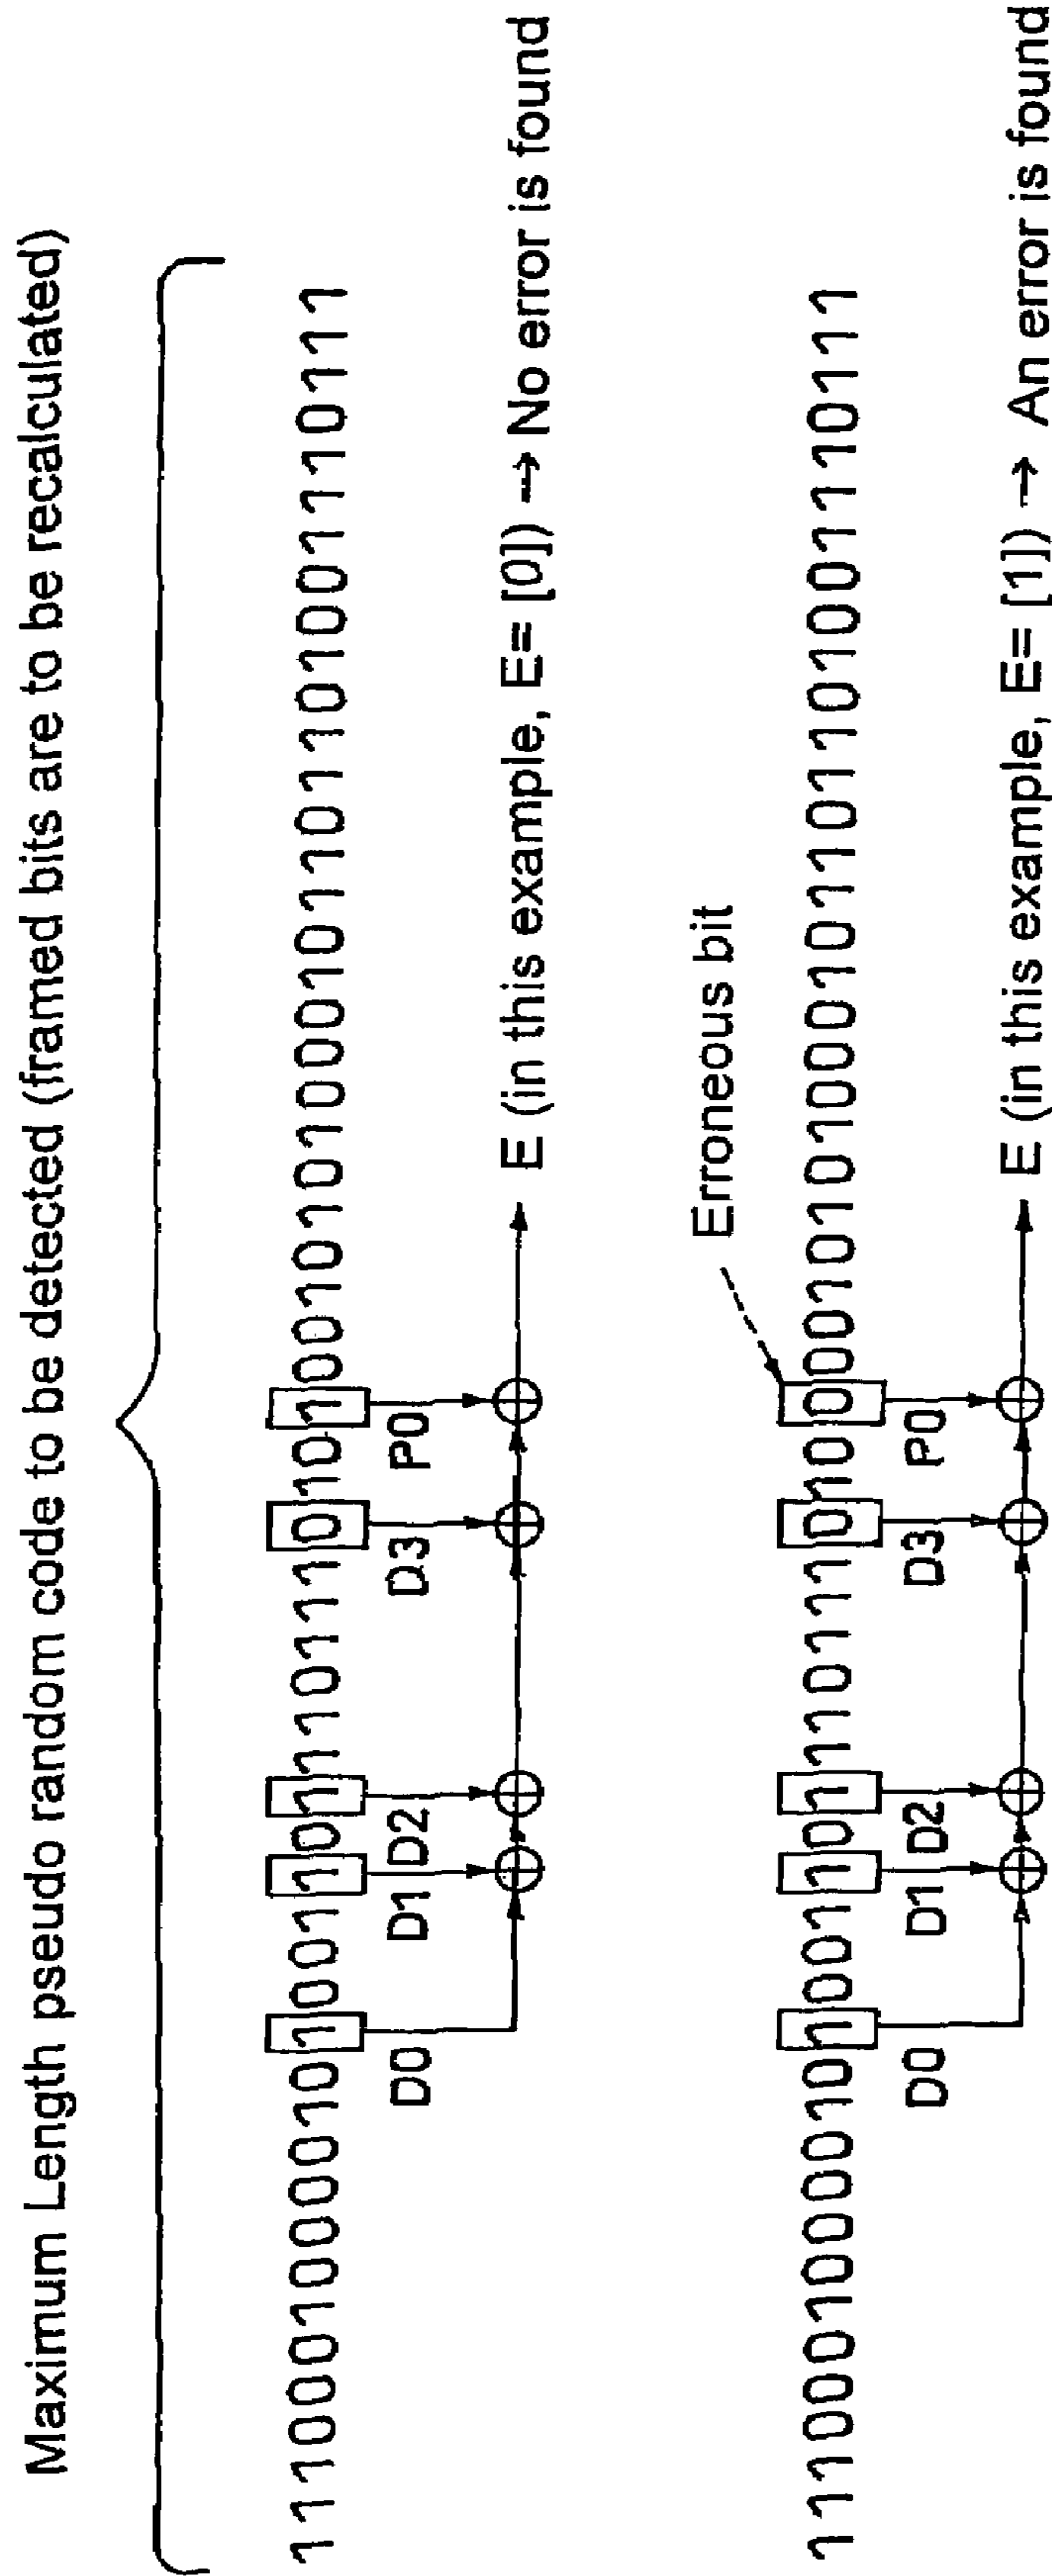 Maximum Length pseudo random code to be detected (framed bits are to be recalculated)
1110001000010100110111011101010010101000101101101001110111
D0 D1 D2 D3 P0
E (in this example, E= [0]) → No error is found
Erroneous bit
1110001000010100110111011101000010101000101101101001110111
D0 D1 D2 D3 P0
E (in this example, E= [1]) → An error is found